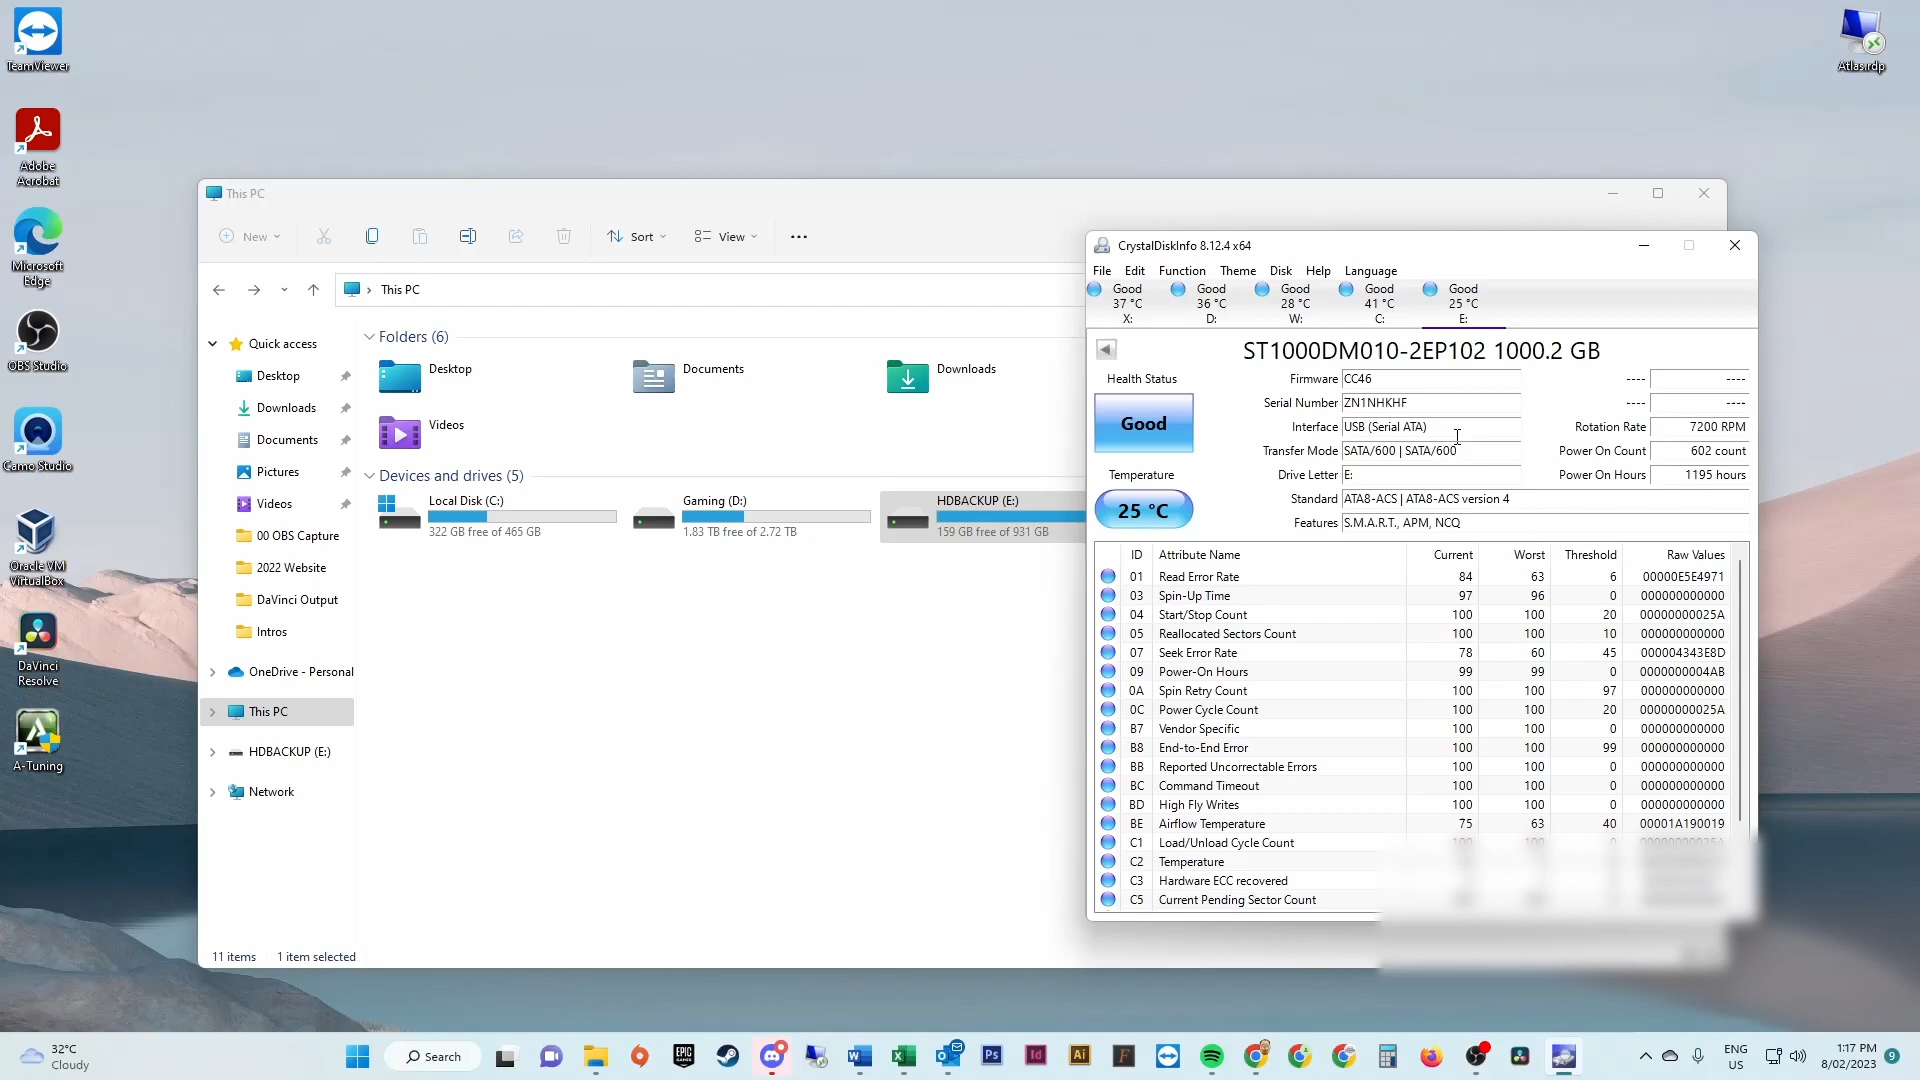 TeamViewer
Adobe
Acrobat
Microsoft
Edge
OBS Studio
Camo Studio
Oracle VM
VirtualBox
DaVinci
Resolve
A-Tuning
Atlas.rdp
This PC
New
Sort
View
This PC
Quick access
Desktop
Downloads
Documents
Pictures
Videos
00 OBS Capture
2022 Website
DaVinci Output
Intros
OneDrive - Personal
This PC
HDBACKUP (E:)
Network
Folders (6)
Desktop
Documents
Downloads
Videos
Devices and drives (5)
Local Disk (C:)
322 GB free of 465 GB
Gaming (D:)
1.83 TB free of 2.72 TB
HDBACKUP (E:)
159 GB free of 931 GB
11 items 1 item selected
CrystalDiskInfo 8.12.4 x64
File Edit Function Theme Disk Help Language
Good Good Good Good Good
37 °C 36 °C 28 °C 41 °C 25 °C
X: D: W: C: E:
ST1000DM010-2EP102 1000.2 GB
Health Status
Good
Temperature
25 °C
Firmware CC46 ---- ----
Serial Number ZN1NHKHF ---- ----
Interface USB (Serial ATA) Rotation Rate 7200 RPM
Transfer Mode SATA/600 | SATA/600 Power On Count 602 count
Drive Letter E: Power On Hours 1195 hours
Standard ATA8-ACS | ATA8-ACS version 4
Features S.M.A.R.T., APM, NCQ
ID Attribute Name Current Worst Threshold Raw Values
01 Read Error Rate 84 63 6 00000E5E4971
03 Spin-Up Time 97 96 0 000000000000
04 Start/Stop Count 100 100 20 00000000025A
05 Reallocated Sectors Count 100 100 10 000000000000
07 Seek Error Rate 78 60 45 000004343E8D
09 Power-On Hours 99 99 0 0000000004AB
0A Spin Retry Count 100 100 97 000000000000
0C Power Cycle Count 100 100 20 00000000025A
B7 Vendor Specific 100 100 0 000000000000
B8 End-to-End Error 100 100 99 000000000000
BB Reported Uncorrectable Errors 100 100 0 000000000000
BC Command Timeout 100 100 0 000000000000
BD High Fly Writes 100 100 0 000000000000
BE Airflow Temperature 75 63 40 00001A190019
C1 Load/Unload Cycle Count
C2 Temperature
C3 Hardware ECC recovered
C5 Current Pending Sector Count
32°C
Cloudy
Search
EPIC
GAMES
Ps
Id
Ai
ENG
US
1:17 PM
8/02/2023
9